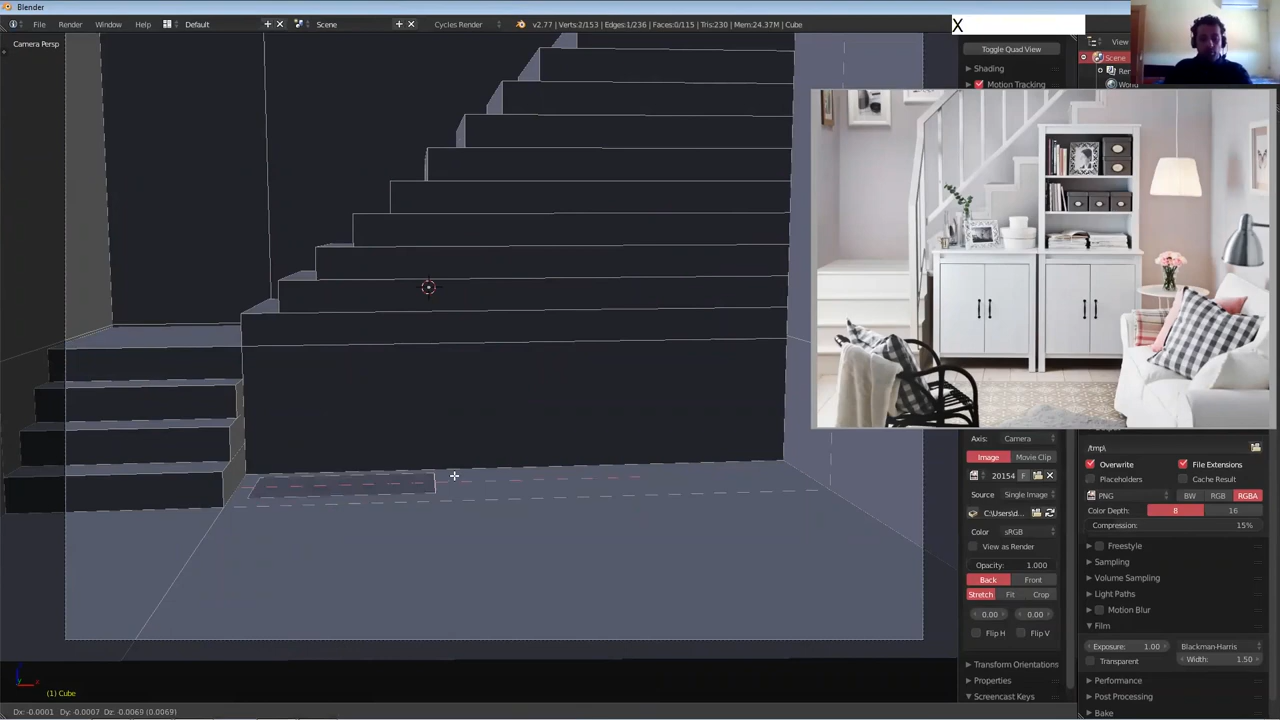 Blender
File Render Window Help Default Scene Cycles Render v2.77 | Verts:2/153 | Edges:1/236 | Faces:0/115 | Tris:230 | Mem:24.37M | Cube
X
Camera Persp
Toggle Quad View
View
Shading
Scene
Motion Tracking
Ren
World
Axis: Camera
Image Movie Clip
/tmp\
20154 F
Overwrite File Extensions
Placeholders Cache Result
Source: Single Image
PNG BW RGB RGBA
C:\Users\d...
Color Depth: 8 16
Color: sRGB
Compression: 15%
View as Render
Freestyle
Opacity: 1.000
Sampling
Back Front
Volume Sampling
Stretch Fit Crop
Light Paths
0.00 0.00
Motion Blur
Flip H Flip V
Film
Exposure: 1.00 Blackman-Harris
Transparent Width: 1.50
Transform Orientations
Properties
Performance
Screencast Keys
Post Processing
Bake
(1) Cube
Dx: -0.0001 Dy: -0.0007 Dz: -0.0069 (0.0069)